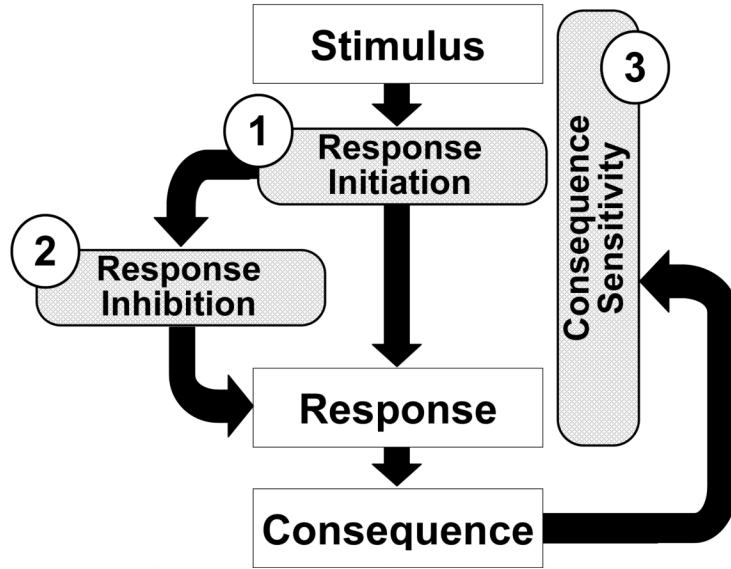 Stimulus
1
Response
Initiation
2
Response
Inhibition
Response
Consequence
3
Consequence
Sensitivity